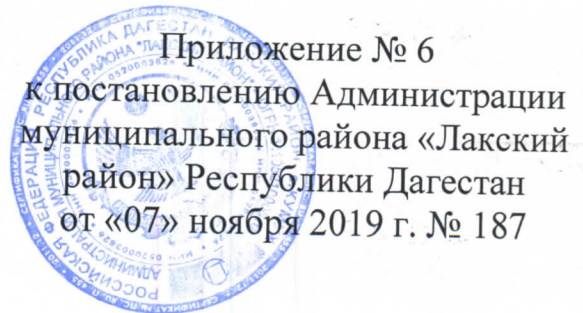 Приложение № 6
к постановлению Администрации
муниципального района «Лакский
район» Республики Дагестан
от «07» ноября 2019 г. № 187